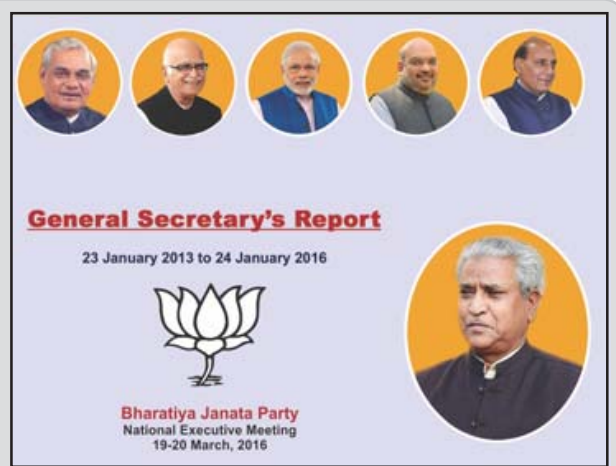 General Secretary's Report
23 January 2013 to 24 January 2016
Bharatiya Janata Party
National Executive Meeting
19-20 March, 2016